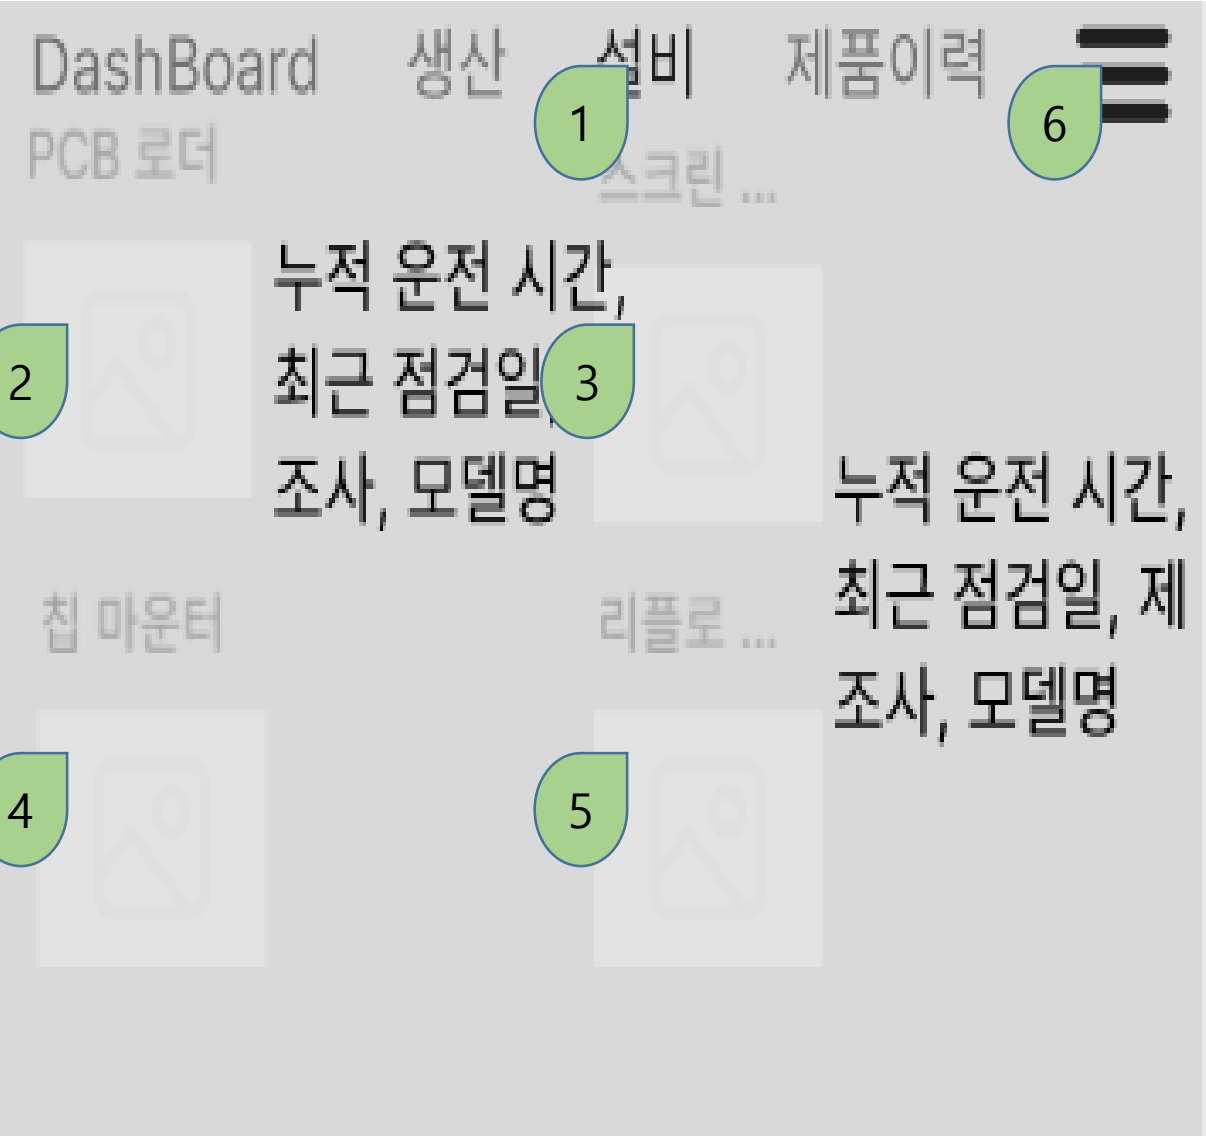 DashBoard 생산 설비 제품이력
1
6
PCB 로더
스크린 ...
누적 운전 시간,
최근 점검일,
조사, 모델명
2
3
누적 운전 시간,
최근 점검일, 제
조사, 모델명
칩 마운터
리플로 ...
4
5